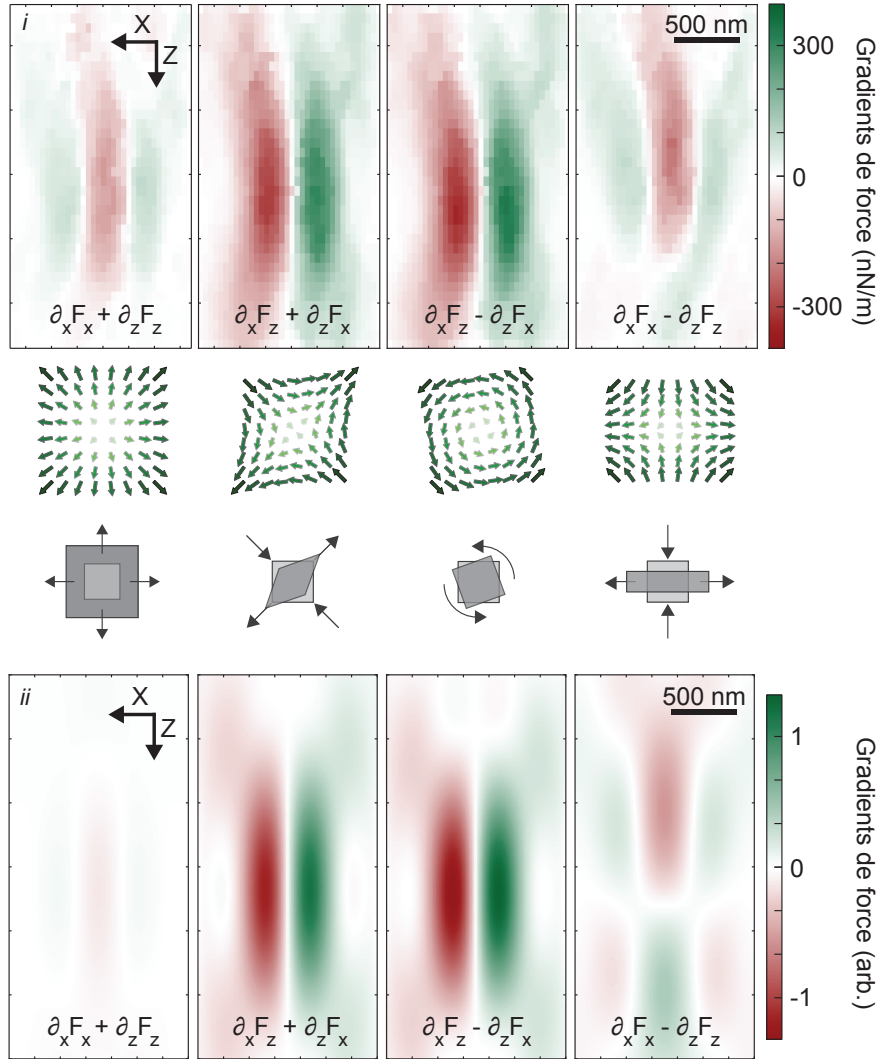 i
X
Z
500 nm
∂ₓFₓ + ∂zFz
∂ₓFz + ∂zFₓ
∂ₓFz - ∂zFₓ
∂ₓFₓ - ∂zFz
300
0
-300
Gradients de force (nN/m)
ii
X
Z
500 nm
∂ₓFₓ + ∂zFz
∂ₓFz + ∂zFₓ
∂ₓFz - ∂zFₓ
∂ₓFₓ - ∂zFz
1
0
-1
Gradients de force (arb.)